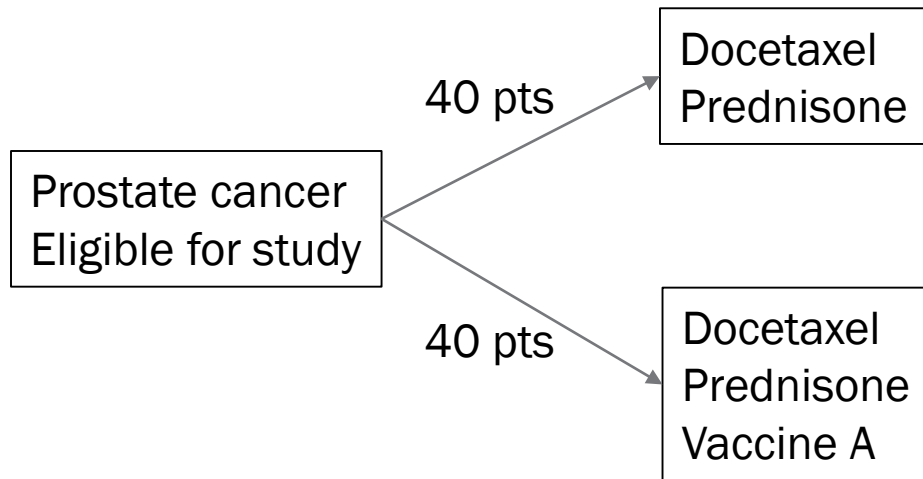 Prostate cancer
Eligible for study
40 pts
Docetaxel
Prednisone
40 pts
Docetaxel
Prednisone
Vaccine A